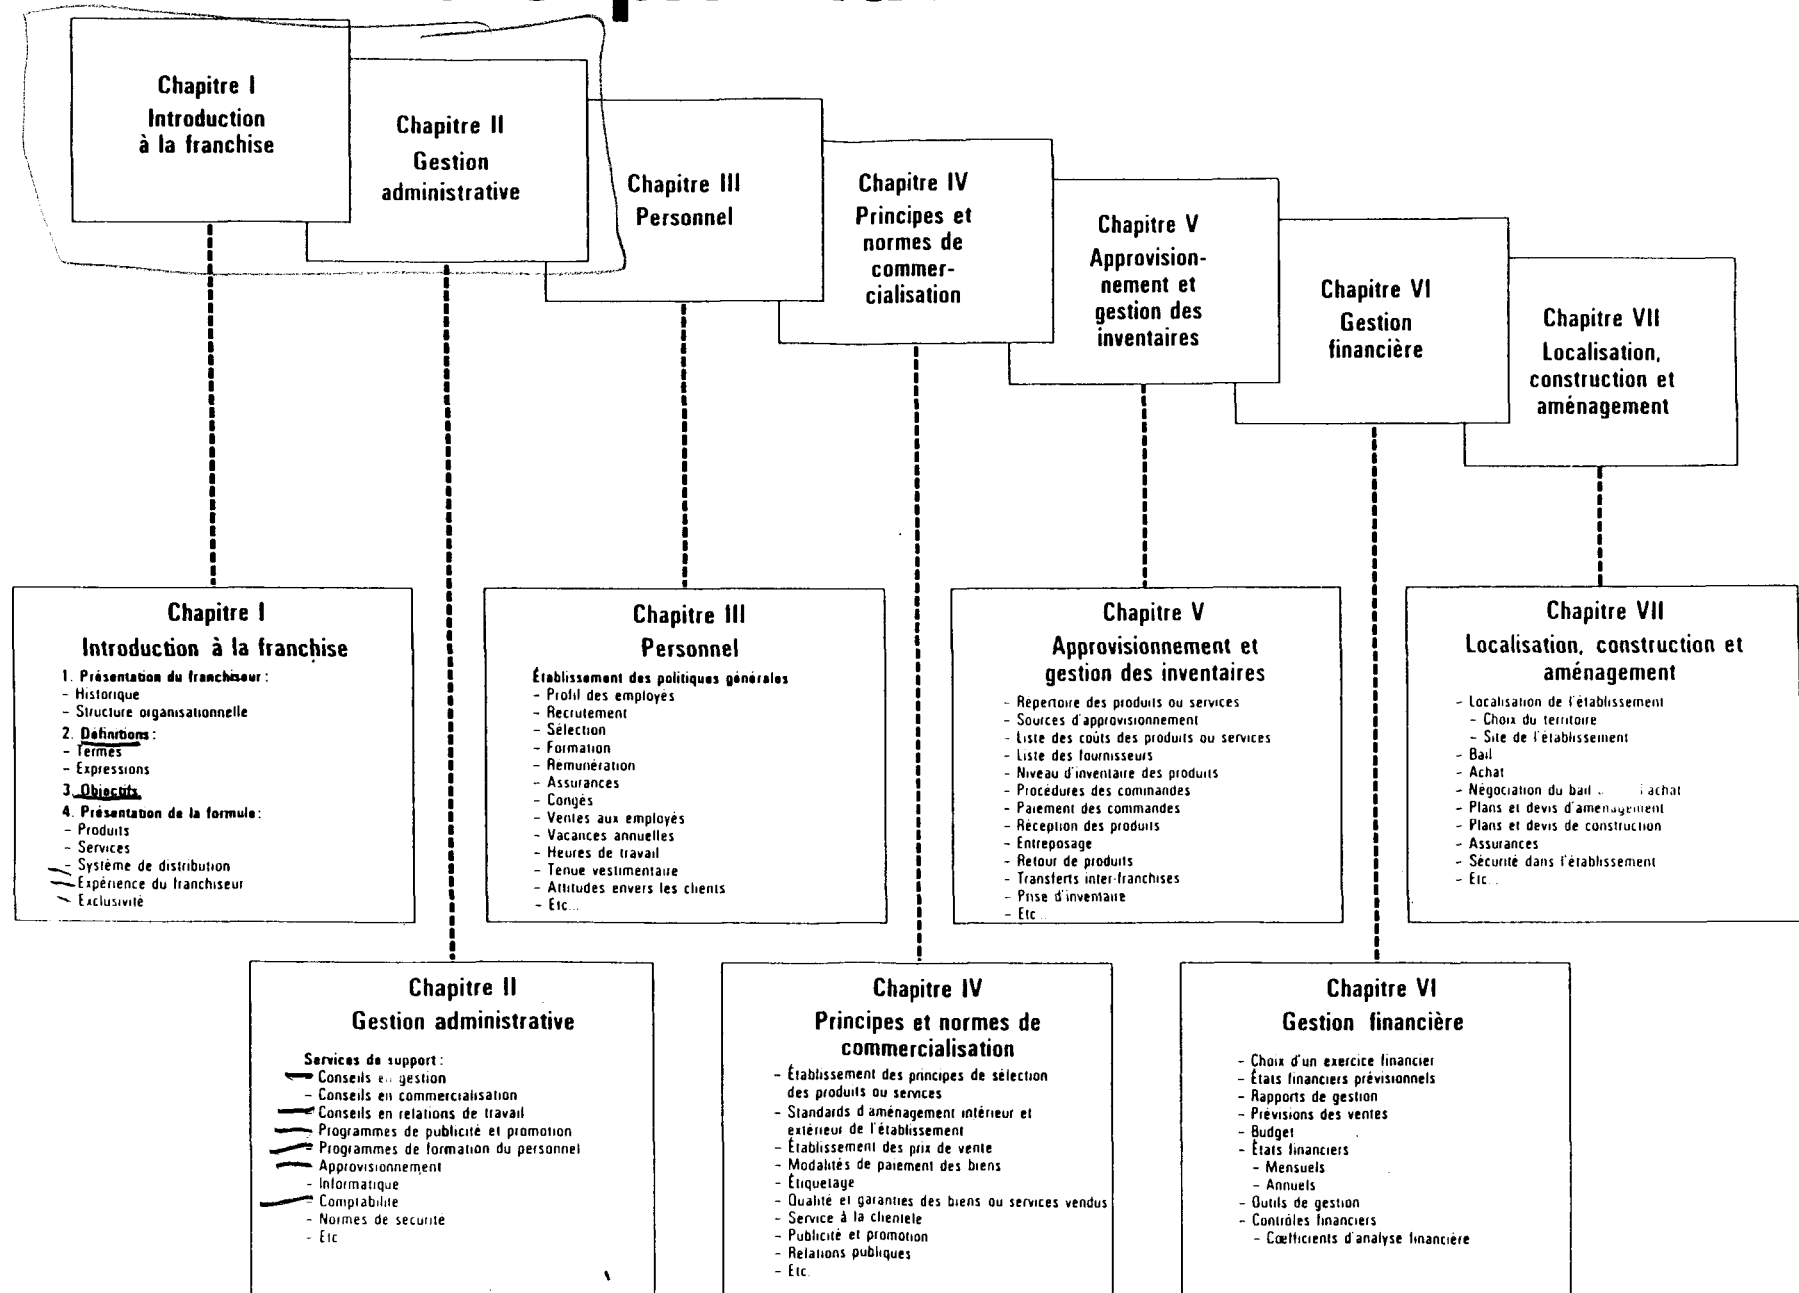 Chapitre I
Introduction
à la franchise
Chapitre II
Gestion
administrative
Chapitre III
Personnel
Chapitre IV
Principes et
normes de
commer-
cialisation
Chapitre V
Approvision-
nement et
gestion des
inventaires
Chapitre VI
Gestion
financière
Chapitre VII
Localisation,
construction et
aménagement
Chapitre I
Introduction à la franchise
1. Présentation du franchiseur :
- Historique
- Structure organisationnelle
2. Définitions :
- Termes
- Expressions
3. Objectifs
4. Présentation de la formule:
- Produits
- Services
- Système de distribution
- Expérience du franchiseur
- Exclusivité
Chapitre III
Personnel
Établissement des politiques générales
- Profil des employés
- Recrutement
- Sélection
- Formation
- Rémunération
- Assurances
- Congés
- Ventes aux employés
- Vacances annuelles
- Heures de travail
- Tenue vestimentaire
- Attitudes envers les clients
- Etc...
Chapitre V
Approvisionnement et
gestion des inventaires
- Répertoire des produits ou services
- Sources d'approvisionnement
- Liste des coûts des produits ou services
- Liste des fournisseurs
- Niveau d'inventaire des produits
- Procédures des commandes
- Paiement des commandes
- Réception des produits
- Entreposage
- Retour de produits
- Transferts inter-franchises
- Prise d'inventaire
- Etc...
Chapitre VII
Localisation, construction et
aménagement
- Localisation de l'établissement
- Choix du territoire
- Site de l'établissement
- Bail
- Achat
- Négociation du bail achat
- Plans et devis d'aménagement
- Plans et devis de construction
- Assurances
- Sécurité dans l'établissement
- Etc...
Chapitre II
Gestion administrative
Services de support :
- Conseils en gestion
- Conseils en commercialisation
- Conseils en relations de travail
- Programmes de publicité et promotion
- Programmes de formation du personnel
- Approvisionnement
- Informatique
- Comptabilité
- Normes de sécurité
- Etc
Chapitre IV
Principes et normes de
commercialisation
- Établissement des principes de sélection
des produits ou services
- Standards d'aménagement intérieur et
extérieur de l'établissement
- Établissement des prix de vente
- Modalités de paiement des biens
- Étiquetage
- Qualité et garanties des biens ou services vendus
- Service à la clientèle
- Publicité et promotion
- Relations publiques
- Etc.
Chapitre VI
Gestion financière
- Choix d'un exercice financier
- États financiers prévisionnels
- Rapports de gestion
- Prévisions des ventes
- Budget
- États financiers
- Mensuels
- Annuels
- Outils de gestion
- Contrôles financiers
- Cœfficients d'analyse financière